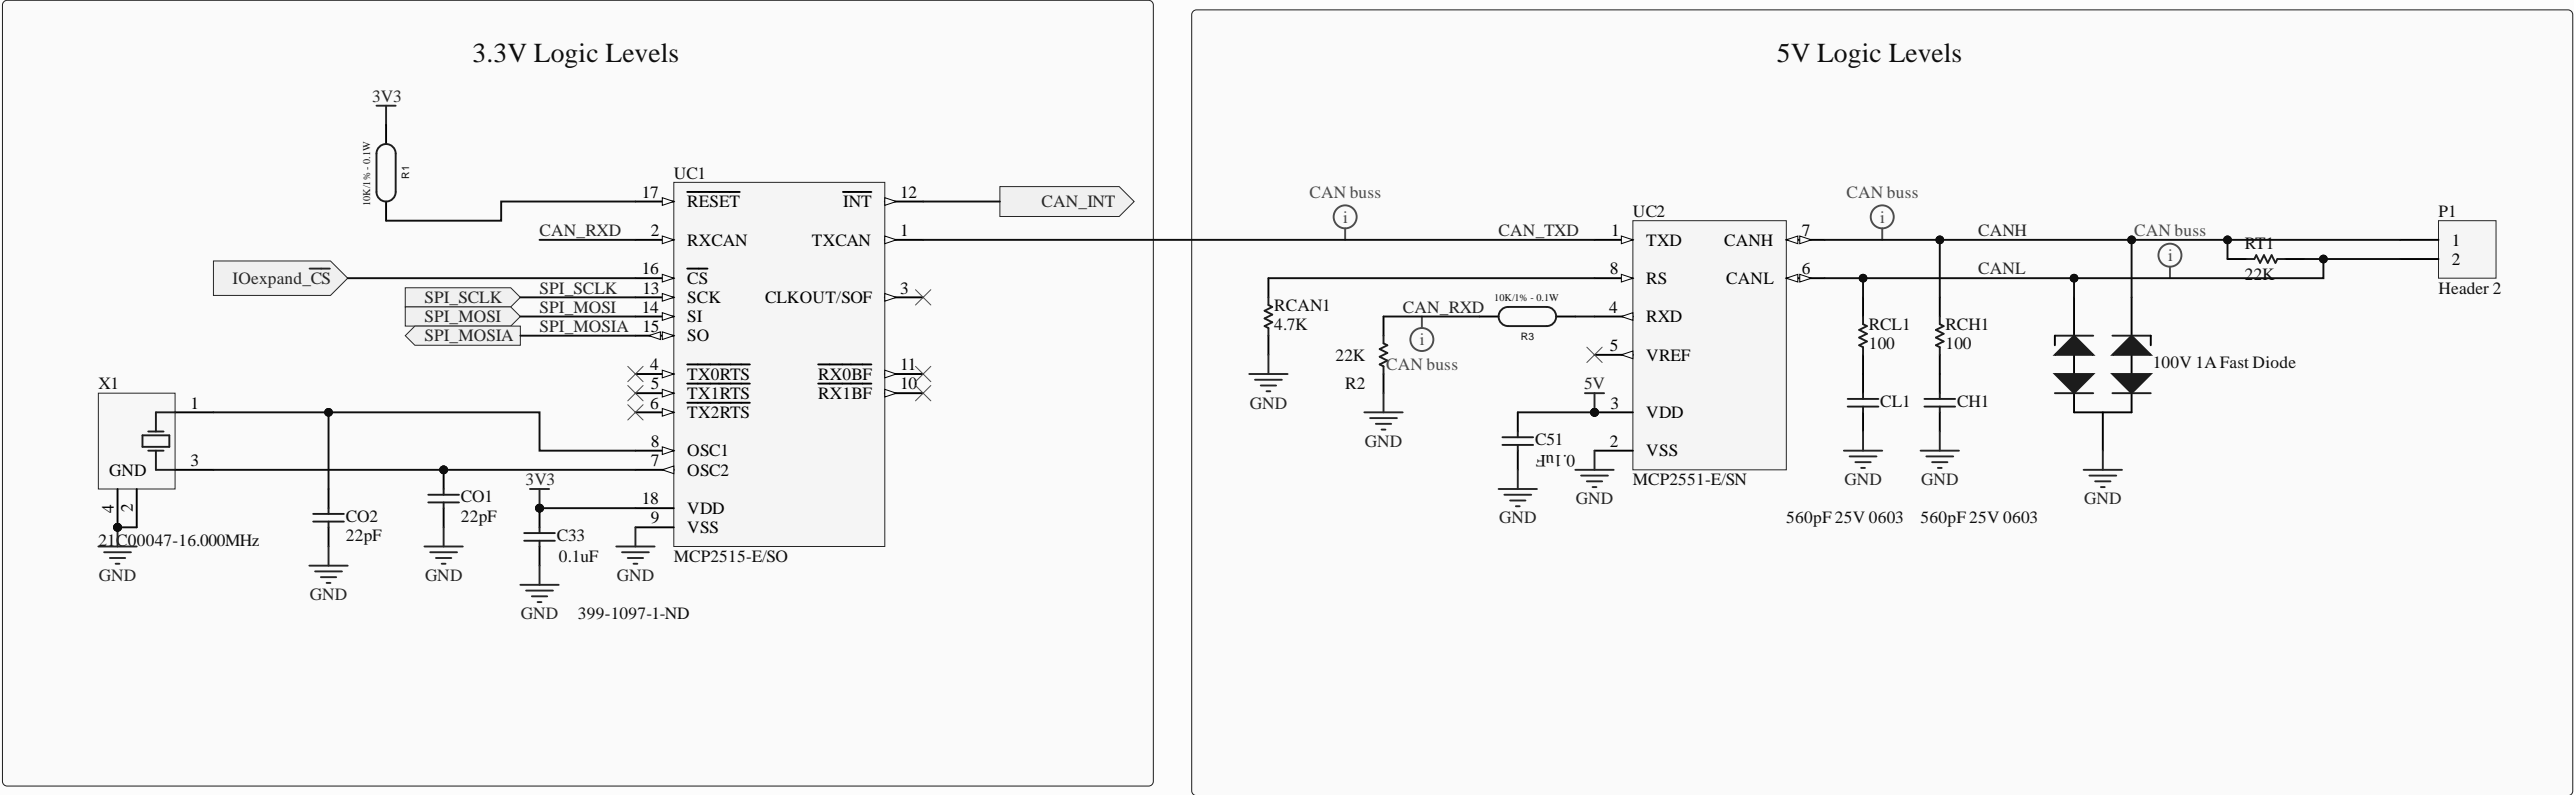 3.3V Logic Levels
3V3
10K/1% - 0.1W
R1
UC1
17
RESET
INT
12
CAN_INT
CAN_RXD
2
RXCAN
TXCAN
1
IOexpand_CS
16
CS
SPI_SCLK
SPI_SCLK
13
SCK
CLKOUT/SOF
3
SPI_MOSI
SPI_MOSI
14
SI
SPI_MOSIA
SPI_MOSIA
15
SO
4
TX0RTS
RX0BF
11
5
TX1RTS
RX1BF
10
6
TX2RTS
X1
1
8
OSC1
GND
3
7
OSC2
3V3
4
2
CO1
22pF
18
VDD
CO2
22pF
9
VSS
C33
0.1uF
21C00047-16.000MHz
MCP2515-E/SO
GND
GND
GND
GND
GND
399-1097-1-ND
5V Logic Levels
CAN buss
i
CAN_TXD
UC2
1
TXD
CANH
7
CAN buss
i
CANH
CAN buss
i
RT1
22K
P1
1
2
Header 2
8
RS
CANL
6
CANL
RCAN1
4.7K
CAN_RXD
10K/1% - 0.1W
R3
4
RXD
i
CAN buss
22K
R2
5
VREF
RCL1
100
RCH1
100
100V 1A Fast Diode
GND
5V
3
VDD
CL1
CH1
GND
C51
0.1uF
2
VSS
GND
GND
MCP2551-E/SN
GND
GND
GND
560pF 25V 0603
560pF 25V 0603